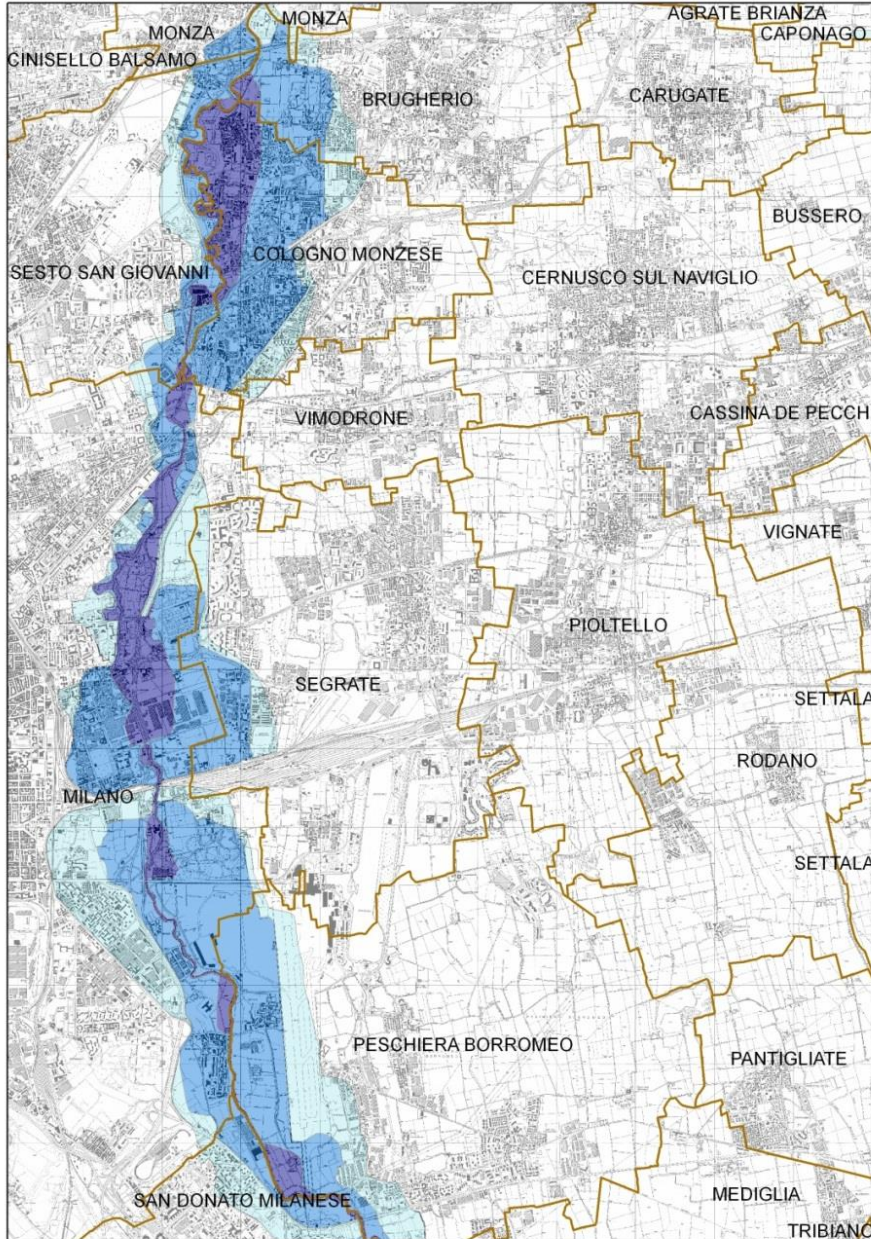 AGRATE BRIANZA
MONZA
MONZA
CAPONAGO
CINISELLO BALSAMO
BRUGHERIO
CARUGATE
BUSSERO
COLOGNO MONZESE
SESTO SAN GIOVANNI
CERNUSCO SUL NAVIGLIO
VIMODRONE
CASSINA DE PECCH
VIGNATE
PIOLTELLO
SEGRATE
SETTALA
RODANO
MILANO
SETTALA
PESCHIERA BORROMEO
PANTIGLIATE
SAN DONATO MILANESE
MEDIGLIA
TRIBIANO